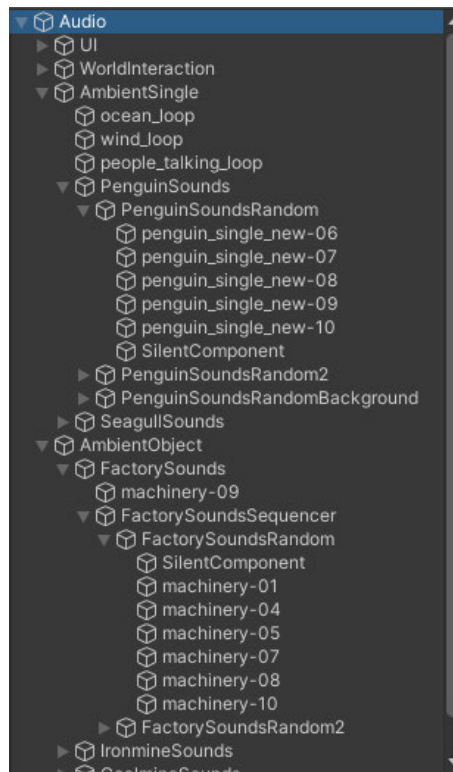 Audio
UI
WorldInteraction
AmbientSingle
ocean_loop
wind_loop
people_talking_loop
PenguinSounds
PenguinSoundsRandom
penguin_single_new-06
penguin_single_new-07
penguin_single_new-08
penguin_single_new-09
penguin_single_new-10
SilentComponent
PenguinSoundsRandom2
PenguinSoundsRandomBackground
SeagullSounds
AmbientObject
FactorySounds
machinery-09
FactorySoundsSequencer
FactorySoundsRandom
SilentComponent
machinery-01
machinery-04
machinery-05
machinery-07
machinery-08
machinery-10
FactorySoundsRandom2
IronmineSounds